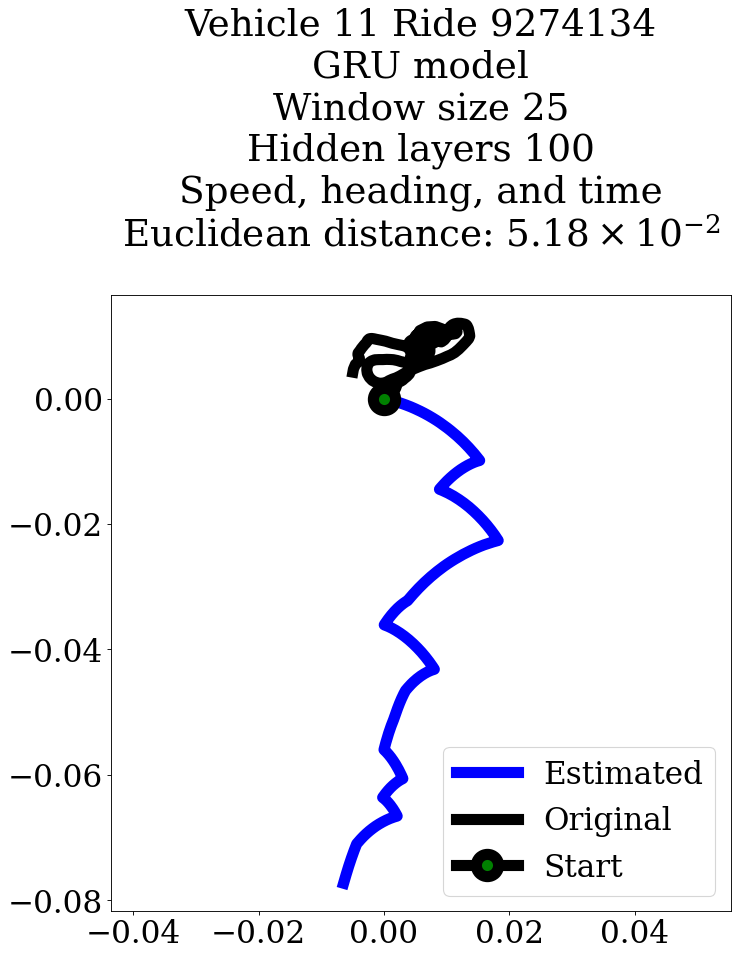 Vehicle 11 Ride 9274134
GRU model
Window size 25
Hidden layers 100
Speed, heading, and time
Euclidean distance: 5.18 × 10⁻²
0.00
−0.02
−0.04
−0.06
−0.08
Estimated
Original
Start
−0.04 −0.02 0.00 0.02 0.04